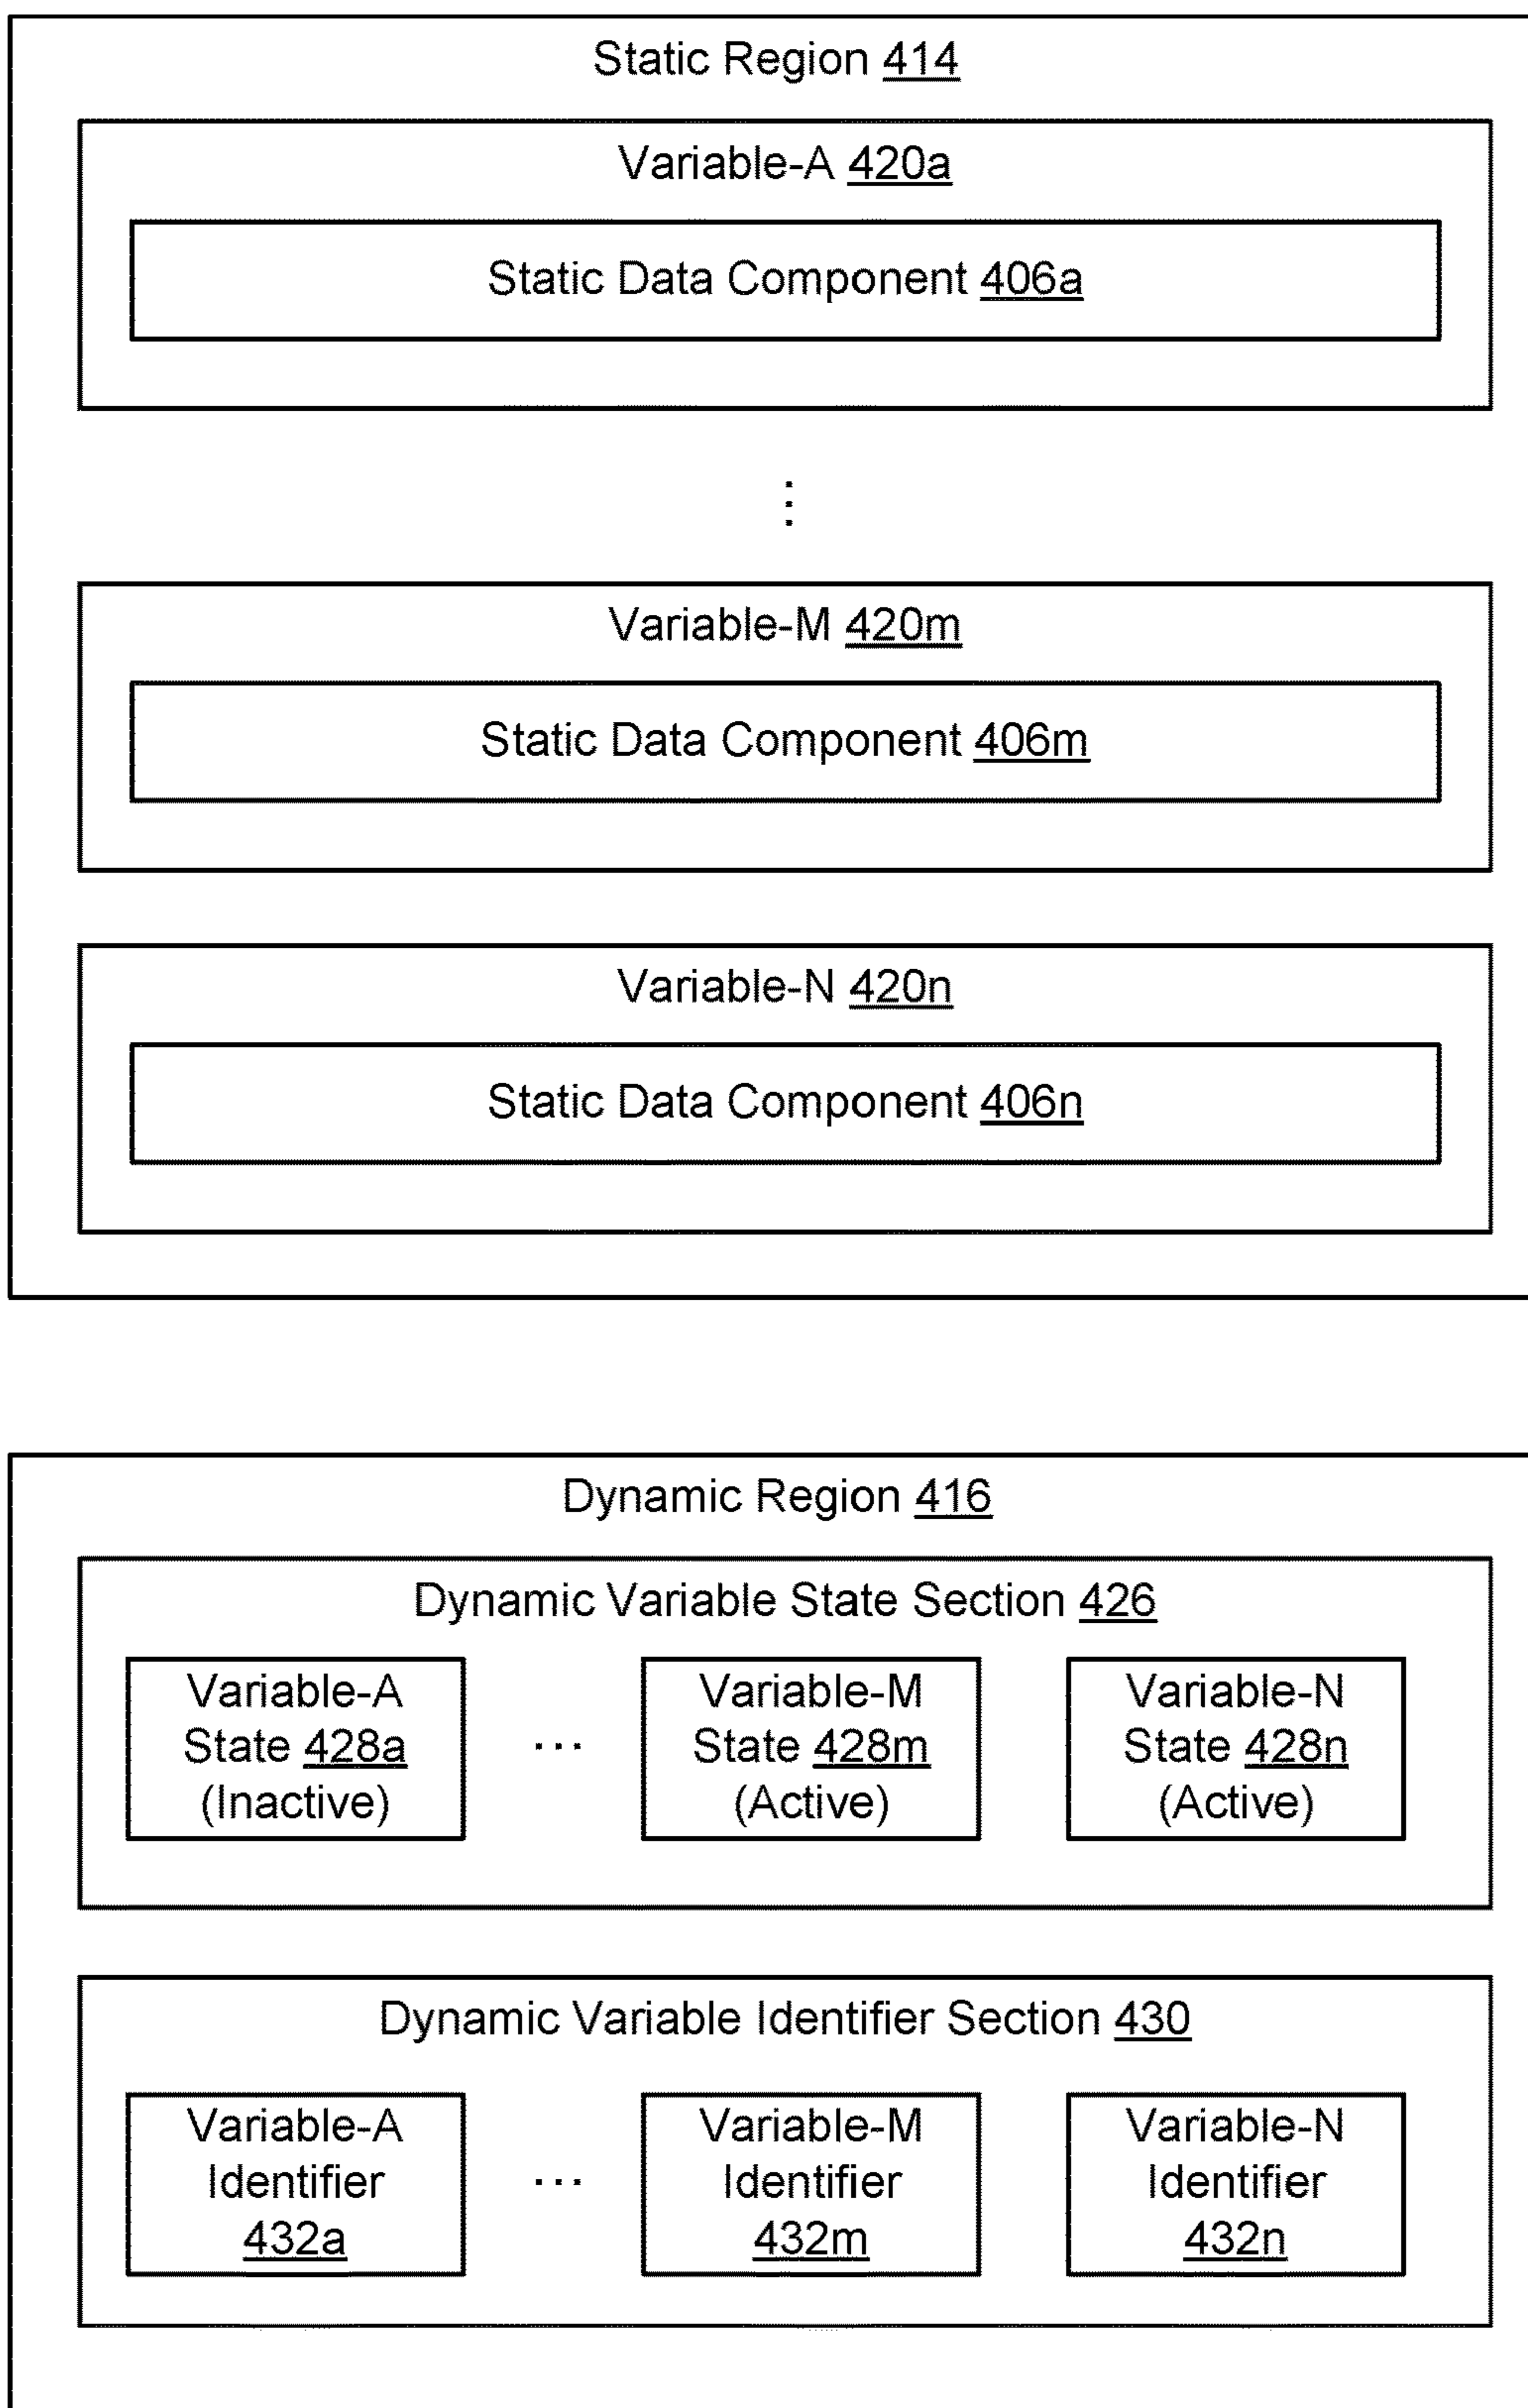 Static Region 414
Variable-A 420a
Static Data Component 406a
⋮
Variable-M 420m
Static Data Component 406m
Variable-N 420n
Static Data Component 406n
Dynamic Region 416
Dynamic Variable State Section 426
Variable-A
State 428a
(Inactive)
...
Variable-M
State 428m
(Active)
Variable-N
State 428n
(Active)
Dynamic Variable Identifier Section 430
Variable-A
Identifier
432a
...
Variable-M
Identifier
432m
Variable-N
Identifier
432n